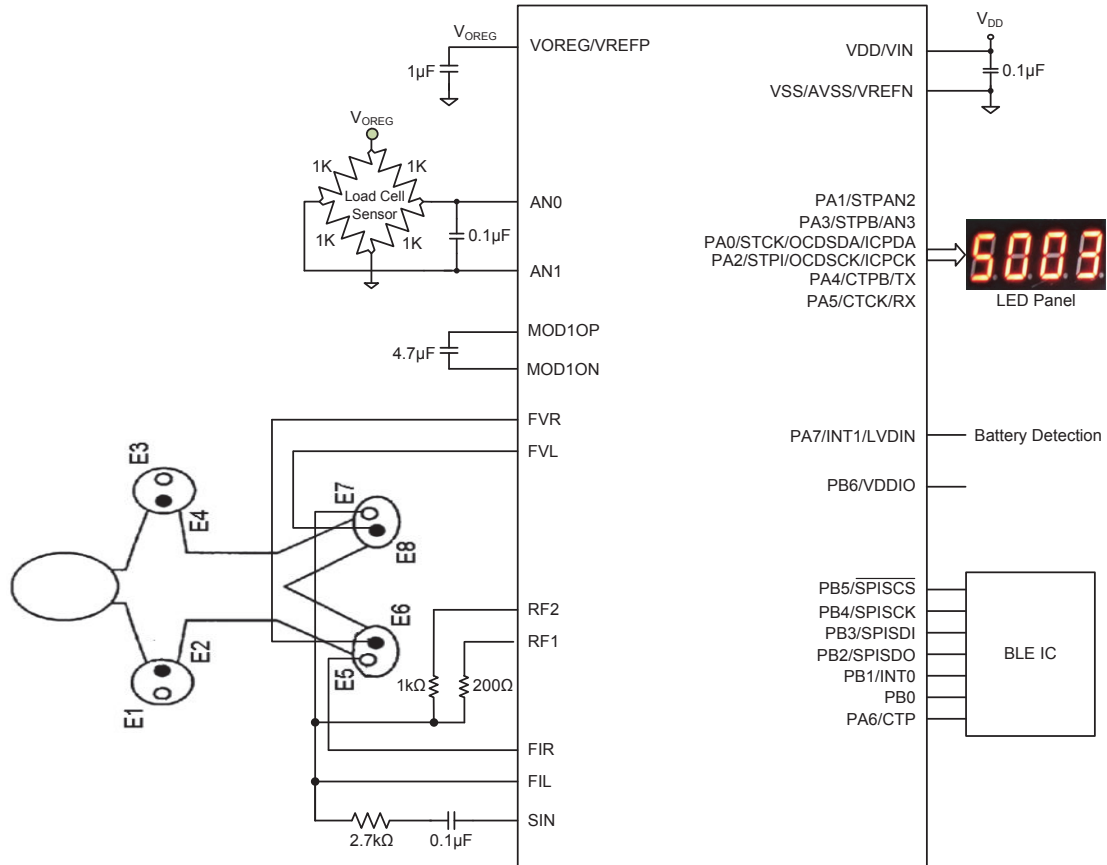 V_OREG
VOREG/VREFP
1µF
V_OREG
1K
1K
Load Cell
Sensor
1K
1K
AN0
0.1µF
AN1
MOD1OP
4.7µF
MOD1ON
FVR
FVL
E3
E4
E7
E8
E6
E5
E2
E1
RF2
RF1
1kΩ
200Ω
FIR
FIL
SIN
2.7kΩ
0.1µF
V_DD
VDD/VIN
0.1µF
VSS/AVSS/VREFN
PA1/STPAN2
PA3/STPB/AN3
PA0/STCK/OCDSDA/ICPDA
PA2/STPI/OCDSCK/ICPCK
PA4/CTPB/TX
PA5/CTCK/RX
5003
LED Panel
PA7/INT1/LVDIN
Battery Detection
PB6/VDDIO
PB5/SPISCS
PB4/SPISCK
PB3/SPISDI
PB2/SPISDO
PB1/INT0
PB0
PA6/CTP
BLE IC